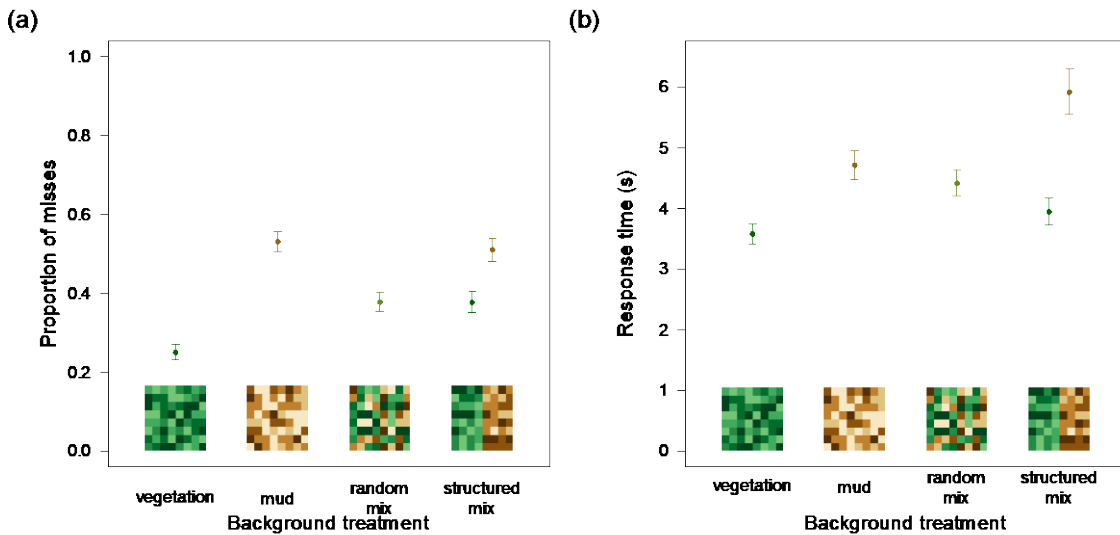 (a)
1.0
0.8
0.6
0.4
0.2
0.0
Proportion of misses
vegetation
mud
random
mix
structured
mix
Background treatment
(b)
6
5
4
3
2
1
0
Response time (s)
vegetation
mud
random
mix
structured
mix
Background treatment